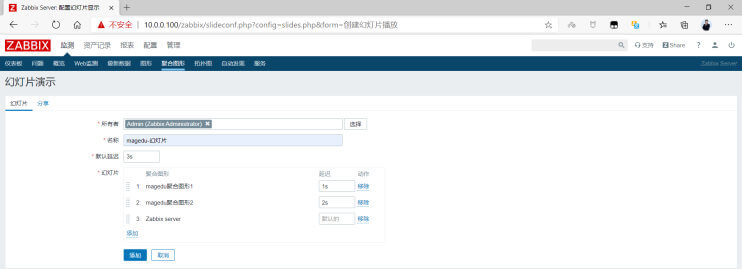 Zabbix Server: 配置幻灯片演示
不安全 | 10.0.0.100/zabbix/slideconf.php?config=slides.php&form=创建幻灯片播放
ZABBIX 监测 资产记录 报表 配置 管理 支持 Z Share ?
仪表板 问题 概览 Web监测 最新数据 图形 聚合图形 拓扑图 自动发现 服务 Zabbix Server
幻灯片演示
幻灯片 分享
* 所有者 Admin (Zabbix Administrator) 选择
* 名称 magedu-幻灯片
* 默认延迟 3s
* 幻灯片 聚合图形 延迟 动作
1: magedu聚合图形1 1s 移除
2: magedu聚合图形2 2s 移除
3: Zabbix server 默认的 移除
添加
添加 取消